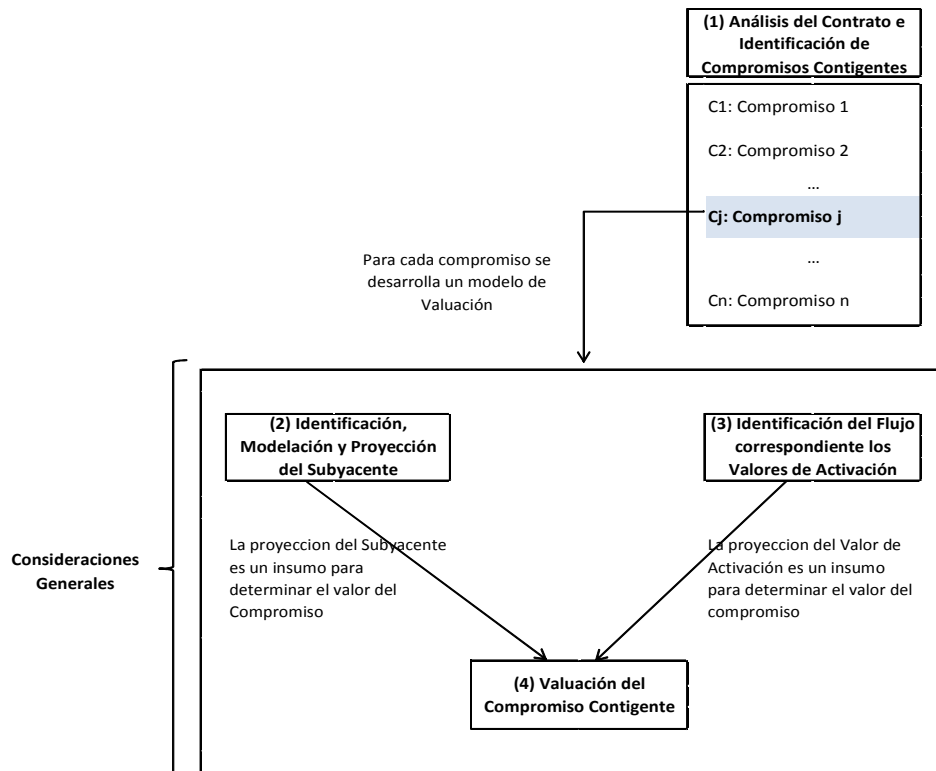 (1) Análisis del Contrato e
Identificación de
Compromisos Contigentes
C1: Compromiso 1
C2: Compromiso 2
...
Cj: Compromiso j
...
Cn: Compromiso n
Para cada compromiso se
desarrolla un modelo de
Valuación
(2) Identificación,
Modelación y Proyección
del Subyacente
(3) Identificación del Flujo
correspondiente los
Valores de Activación
La proyeccion del Subyacente
es un insumo para
determinar el valor del
Compromiso
La proyeccion del Valor de
Activación es un insumo
para determinar el valor del
compromiso
Consideraciones
Generales
(4) Valuación del
Compromiso Contigente